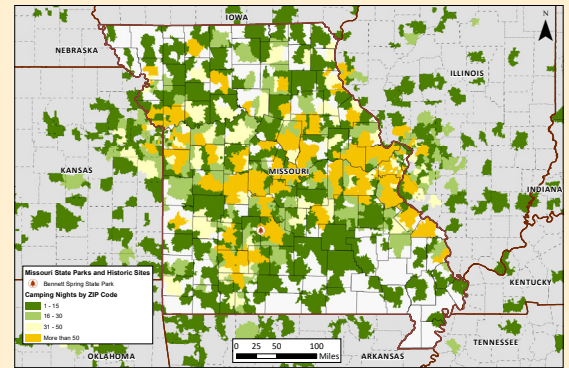 IOWA
N
NEBRASKA
ILLINOIS
KANSAS
MISSOURI
INDIANA
Missouri State Parks and Historic Sites
Bennett Spring State Park
Camping Nights by ZIP Code
1 - 15
16 - 30
31 - 50
More than 50
KENTUCKY
0 25 50 100
Miles
TENNESSEE
OKLAHOMA
ARKANSAS